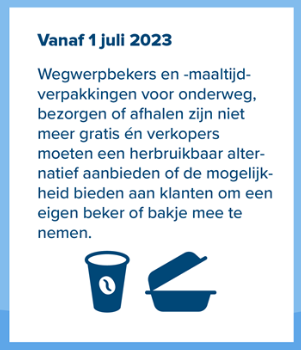 Vanaf 1 juli 2023
Wegwerpbekers en -maaltijd-
verpakkingen voor onderweg,
bezorgen of afhalen zijn niet
meer gratis én verkopers
moeten een herbruikbaar alter-
natief aanbieden of de mogelijk-
heid bieden aan klanten om een
eigen beker of bakje mee te
nemen.